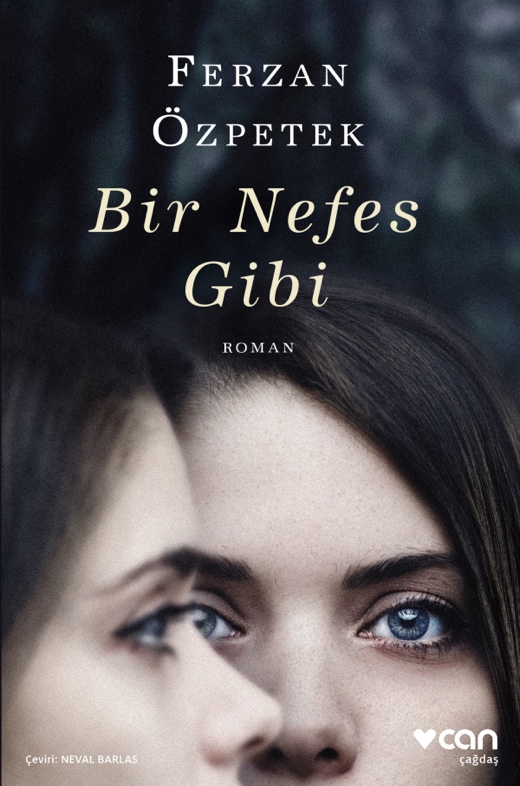 FERZAN
ÖZPETEK
Bir Nefes
Gibi
ROMAN
can
çağdaş
Çeviri: NEVAL BARLAS